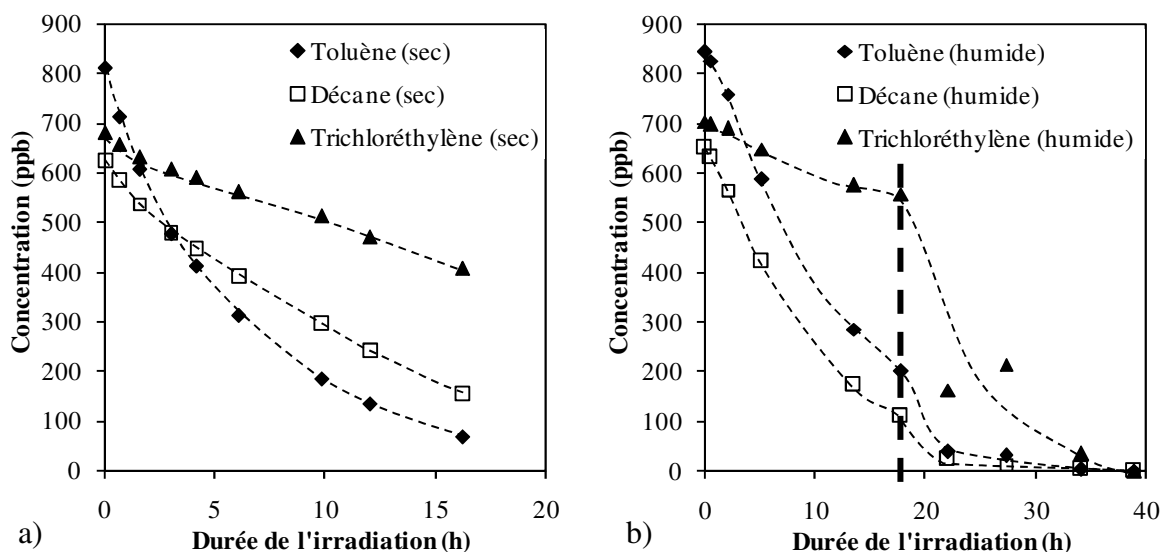 900
800
700
600
500
400
300
200
100
0
Concentration (ppb)
Toluène (sec)
Décane (sec)
Trichloréthylène (sec)
0 5 10 15 20
Durée de l'irradiation (h)
a)
900
800
700
600
500
400
300
200
100
0
Concentration (ppb)
Toluène (humide)
Décane (humide)
Trichloréthylène (humide)
0 10 20 30 40
Durée de l'irradiation (h)
b)